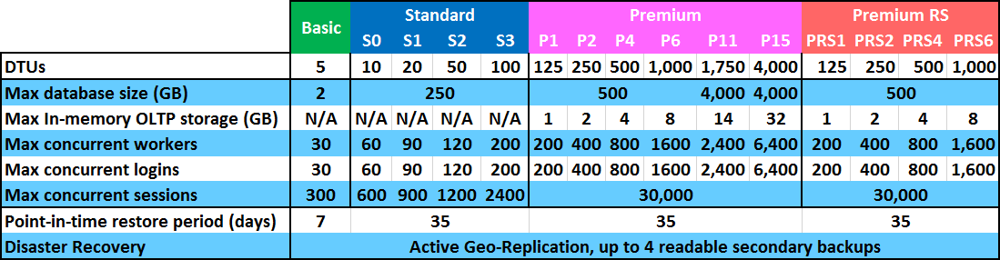 Basic Standard Premium Premium RS
S0 S1 S2 S3 P1 P2 P4 P6 P11 P15 PRS1 PRS2 PRS4 PRS6
DTUs 5 10 20 50 100 125 250 500 1,000 1,750 4,000 125 250 500 1,000
Max database size (GB) 2 250 500 4,000 4,000 500
Max In-memory OLTP storage (GB) N/A N/A N/A N/A N/A 1 2 4 8 14 32 1 2 4 8
Max concurrent workers 30 60 90 120 200 200 400 800 1600 2,400 6,400 200 400 800 1,600
Max concurrent logins 30 60 90 120 200 200 400 800 1600 2,400 6,400 200 400 800 1,600
Max concurrent sessions 300 600 900 1200 2400 30,000 30,000
Point-in-time restore period (days) 7 35 35 35
Disaster Recovery Active Geo-Replication, up to 4 readable secondary backups